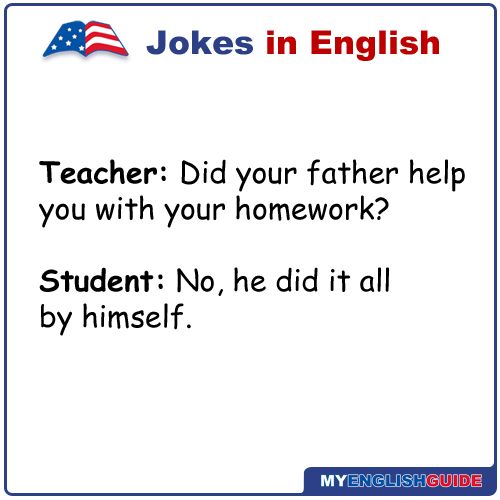 Jokes in English
Teacher: Did your father help
you with your homework?
Student: No, he did it all
by himself.
MYENGLISHGUIDE